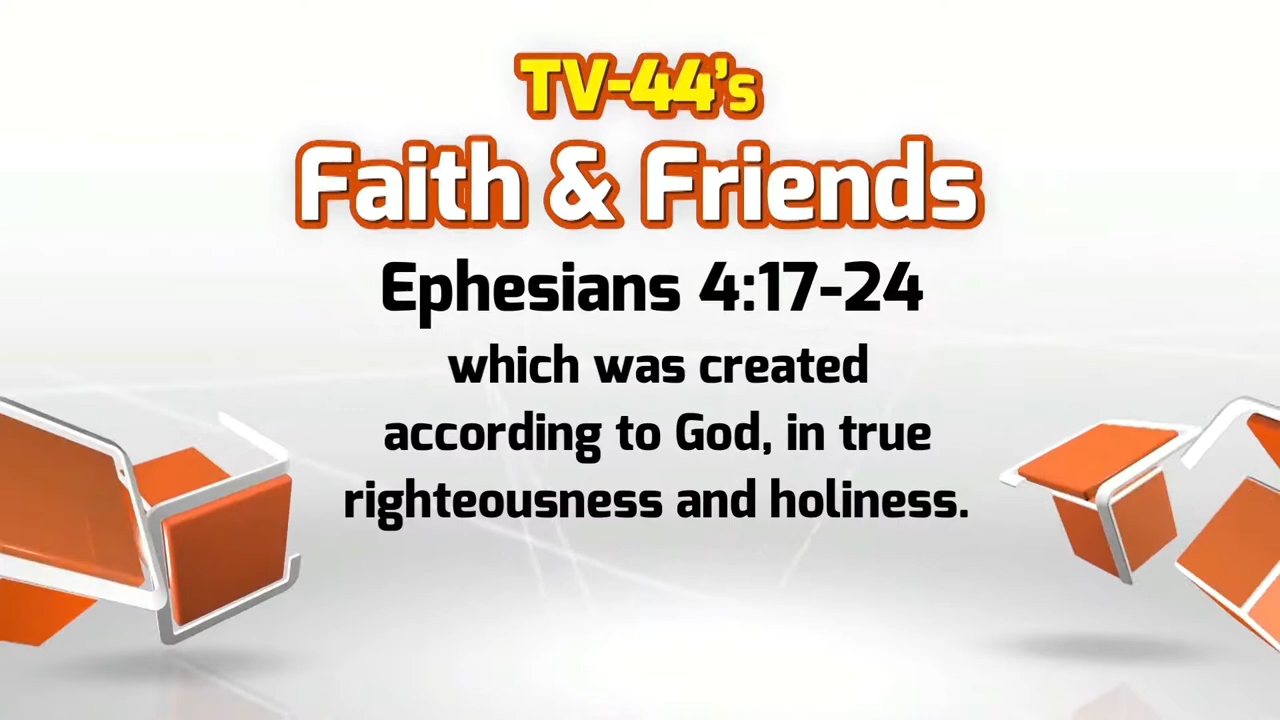 TV-44's
Faith & Friends
Ephesians 4:17-24
which was created
according to God, in true
righteousness and holiness.